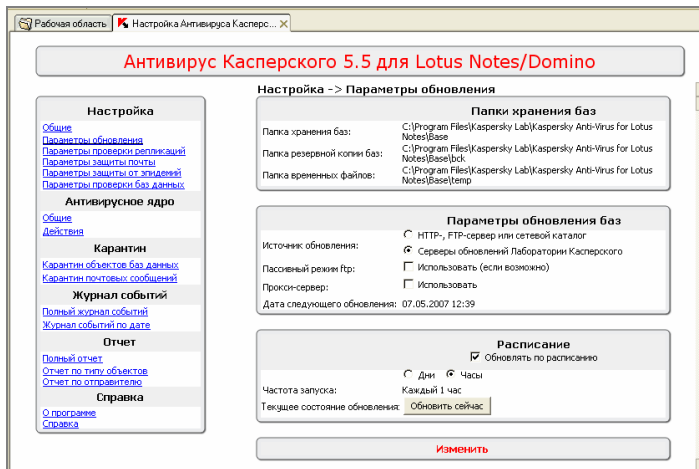 Рабочая область
Настройка Антивируса Касперс...
Антивирус Касперского 5.5 для Lotus Notes/Domino
Настройка
Общие
Параметры обновления
Параметры проверки репликаций
Параметры защиты почты
Параметры защиты от эпидемий
Параметры проверки баз данных
Антивирусное ядро
Общие
Действия
Карантин
Карантин объектов баз данных
Карантин почтовых сообщений
Журнал событий
Полный журнал событий
Журнал событий по дате
Отчет
Полный отчет
Отчет по типу объектов
Отчет по отправителю
Справка
О программе
Справка
Настройка -> Параметры обновления
Папки хранения баз
Папка хранения баз: C:\Program Files\Kaspersky Lab\Kaspersky Anti-Virus for Lotus
Notes\Base
Папка резервной копии баз: C:\Program Files\Kaspersky Lab\Kaspersky Anti-Virus for Lotus
Notes\Base\bck
Папка временных файлов: C:\Program Files\Kaspersky Lab\Kaspersky Anti-Virus for Lotus
Notes\Base\temp
Параметры обновления баз
Источник обновления: HTTP-, FTP-сервер или сетевой каталог
Серверы обновлений Лаборатории Касперского
Пассивный режим ftp: Использовать (если возможно)
Прокси-сервер: Использовать
Дата следующего обновления: 07.05.2007 12:39
Расписание
Обновлять по расписанию
Дни Часы
Частота запуска: Каждый 1 час
Текущее состояние обновления: Обновить сейчас
Изменить